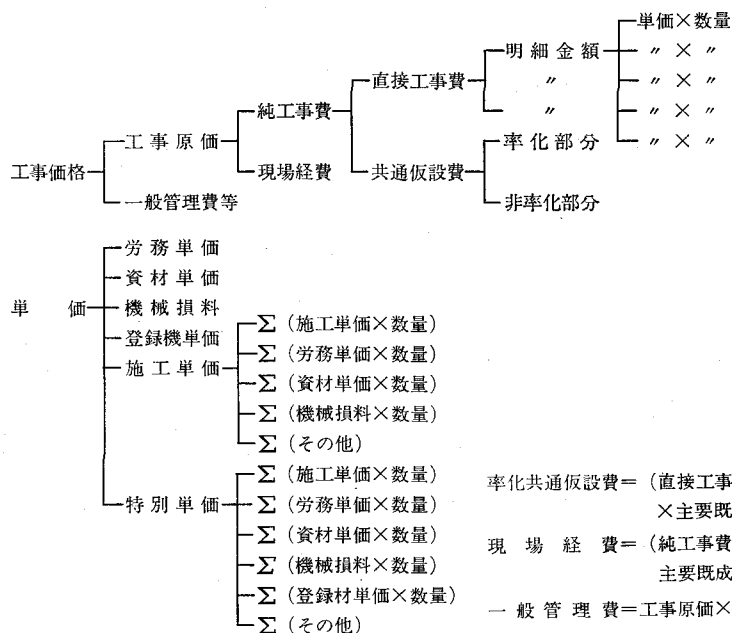 単価×数量
明細金額 〃 × 〃
直接工事費 〃 〃 × 〃
純工事費 〃 〃 × 〃
工事原価 率化部分 〃 × 〃
工事価格 現場経費 共通仮設費
一般管理費等 非率化部分
労務単価
資材単価
単価 機械損料
登録機単価 Σ (施工単価×数量)
施工単価 Σ (労務単価×数量)
Σ (資材単価×数量)
Σ (機械損料×数量)
Σ (その他)
Σ (施工単価×数量) 率化共通仮設費= (直接工事
特別単価 Σ (労務単価×数量) ×主要既
Σ (資材単価×数量) 現場経費= (純工事費
Σ (機械損料×数量) 主要既成
Σ (登録材単価×数量) 一般管理費=工事原価×
Σ (その他)